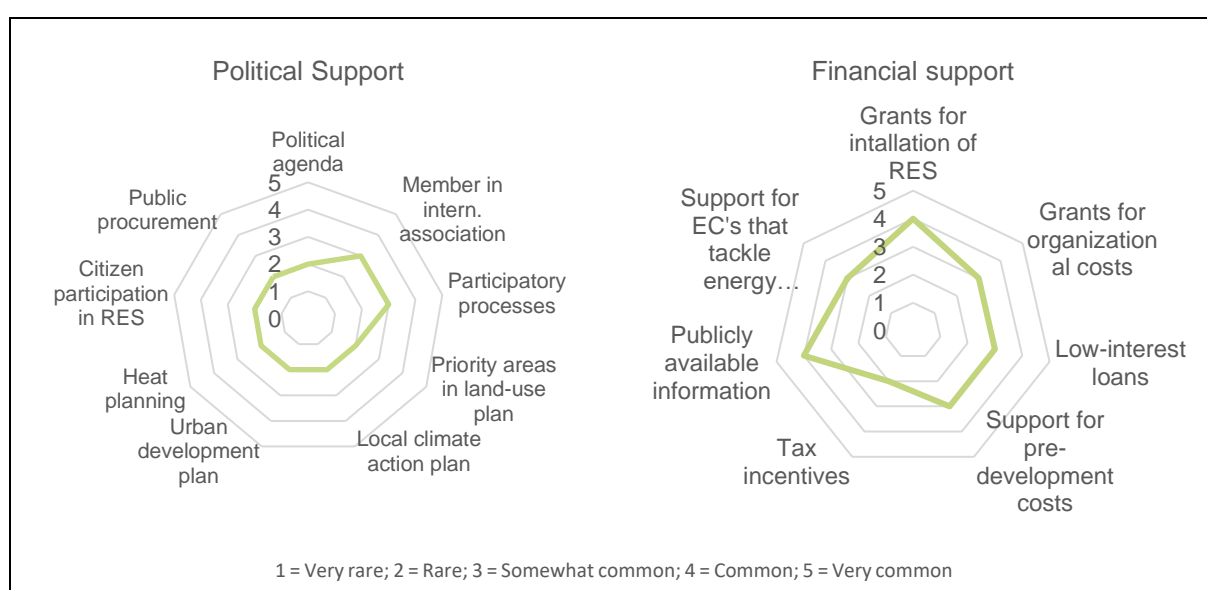 Political Support
Political
agenda
Member in
intern.
association
Participatory
processes
Priority areas
in land-use
plan
Local climate
action plan
Urban
development
plan
Heat
planning
Citizen
participation
in RES
Public
procurement
5
4
3
2
1
0
Financial support
Grants for
intallation of
RES
Grants for
organization
al costs
Low-interest
loans
Support for
pre-
development
costs
Tax
incentives
Publicly
available
information
Support for
EC's that
tackle
energy…
5
4
3
2
1
0
1 = Very rare; 2 = Rare; 3 = Somewhat common; 4 = Common; 5 = Very common